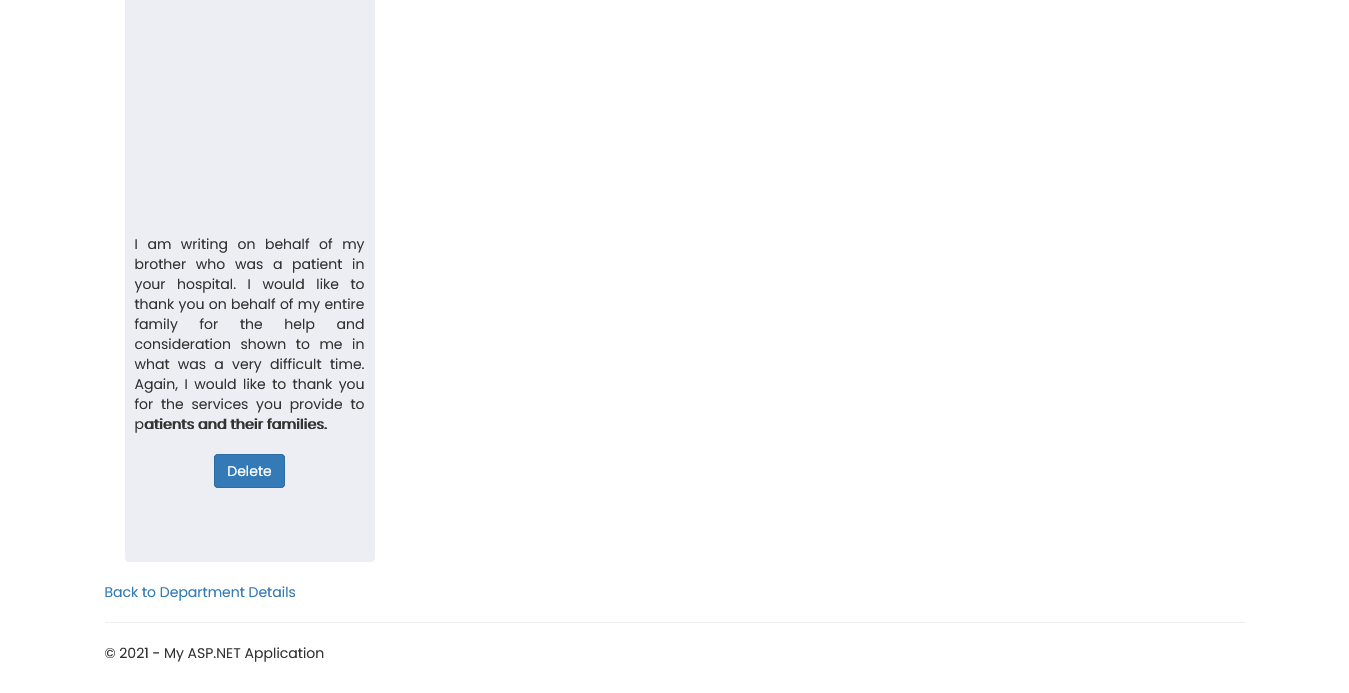 I am writing on behalf of my
brother who was a patient in
your hospital. I would like to
thank you on behalf of my entire
family for the help and
consideration shown to me in
what was a very difficult time.
Again, I would like to thank you
for the services you provide to
patients and their families.
Delete
Back to Department Details
© 2021 - My ASP.NET Application